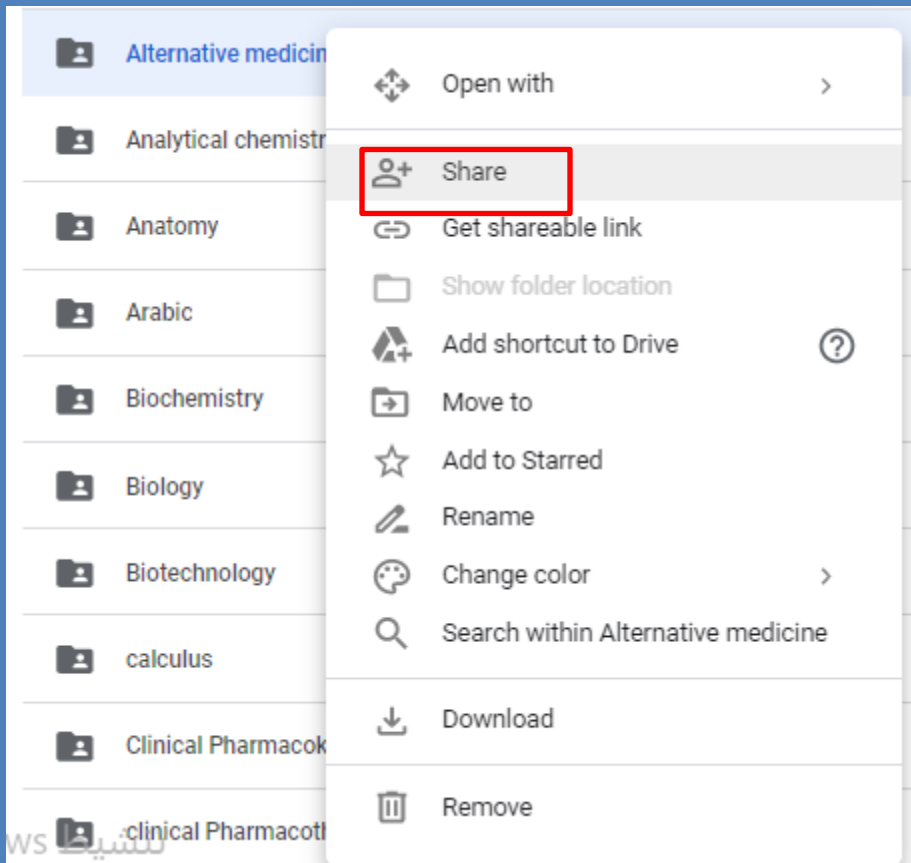 Alternative medicin
Open with
Analytical chemistr
Share
Anatomy
Get shareable link
Show folder location
Arabic
Add shortcut to Drive
Biochemistry
Move to
Add to Starred
Biology
Rename
Biotechnology
Change color
Search within Alternative medicine
calculus
Download
Clinical Pharmacok
Remove
clinical Pharmacoth
ws تنشيط